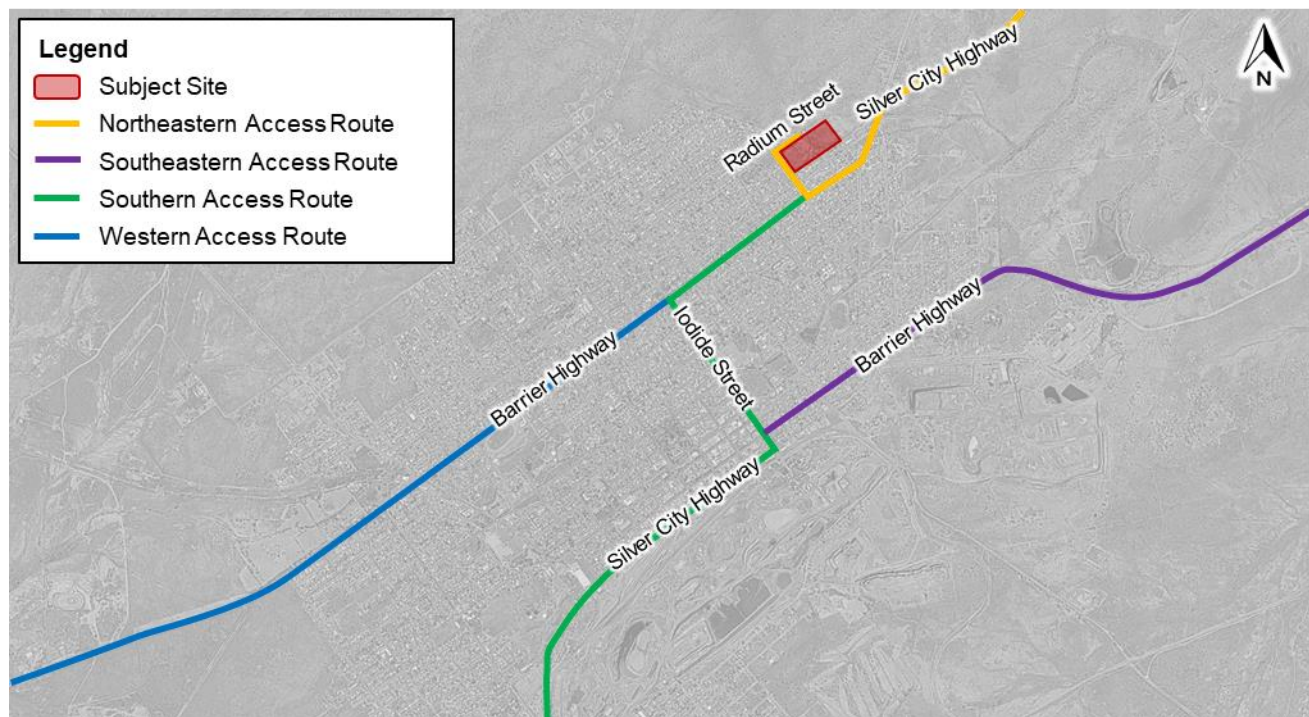 Legend
Subject Site
Northeastern Access Route
Southeastern Access Route
Southern Access Route
Western Access Route
Silver City Highway
N
Radium Street
Barrier Highway
Iodide Street
Barrier Highway
Silver City Highway